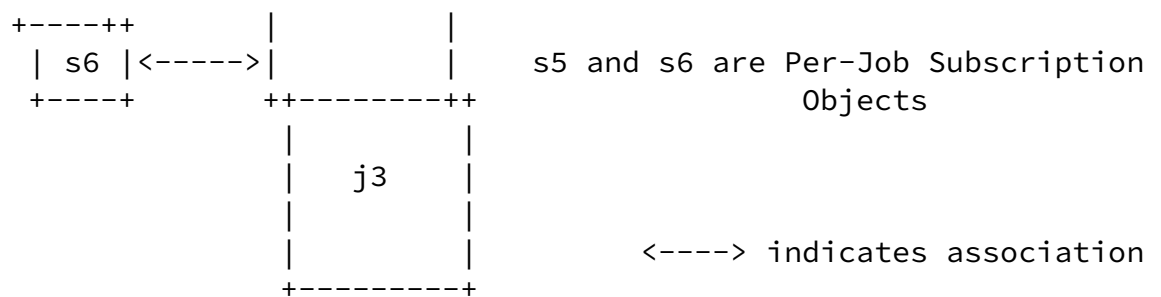 +----++ | |
| s6 |<----->| | s5 and s6 are Per-Job Subscription
+----+ ++--------++ Objects
| |
| j3 |
| |
| | <----> indicates association
+---------+